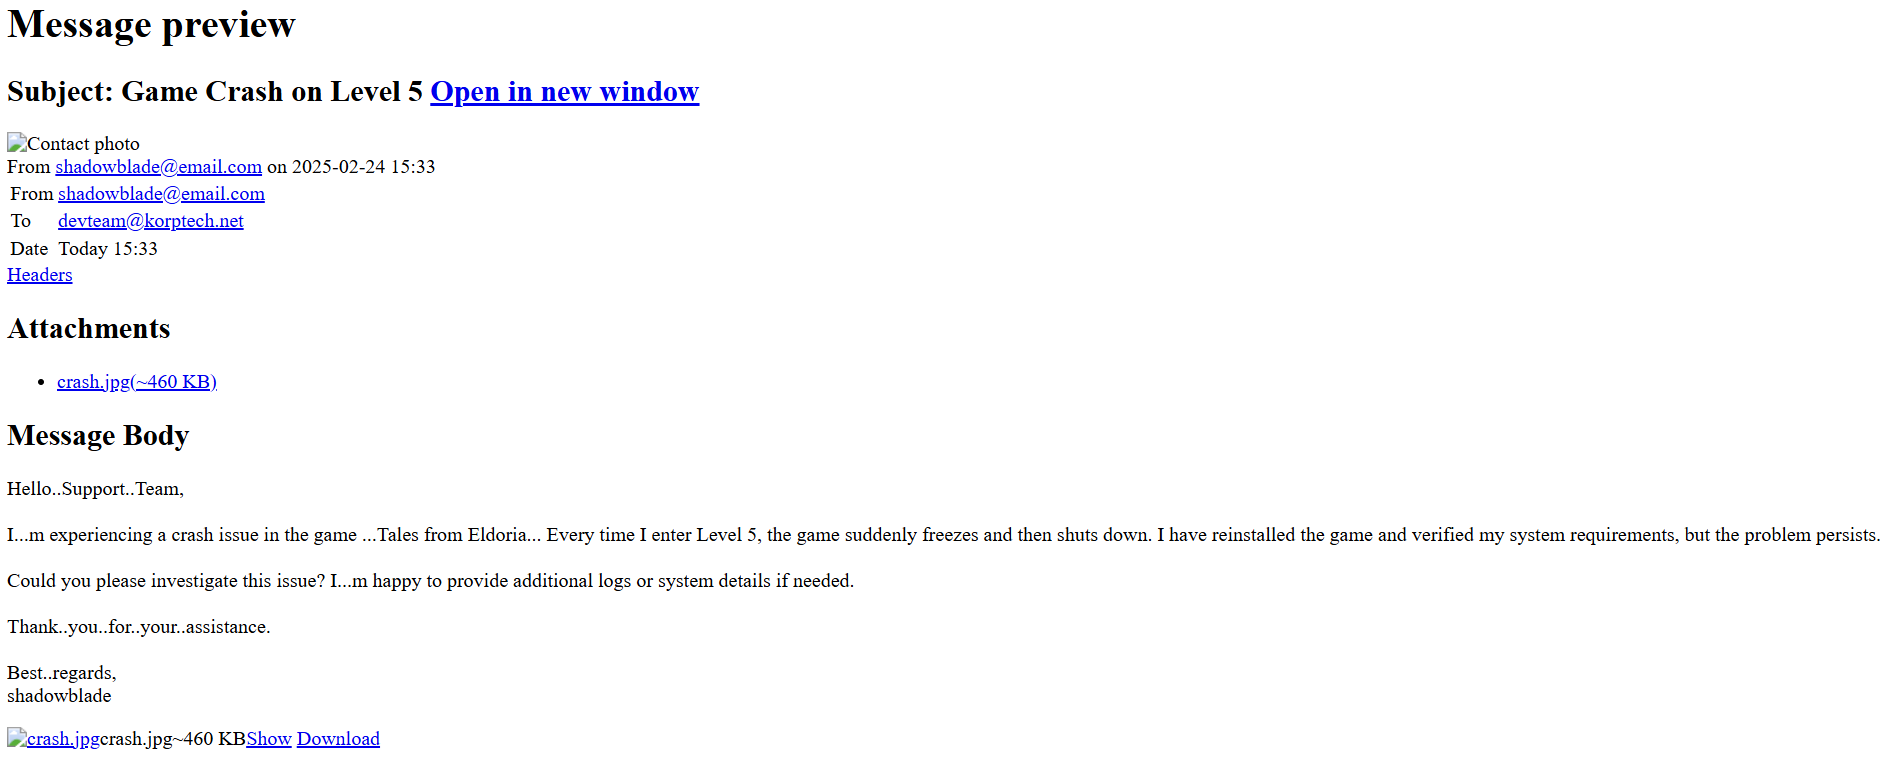 Message preview
Subject: Game Crash on Level 5 Open in new window
Contact photo
From shadowblade@email.com on 2025-02-24 15:33
From shadowblade@email.com
To devteam@korptech.net
Date Today 15:33
Headers
Attachments
crash.jpg(~460 KB)
Message Body
Hello..Support..Team,
I...m experiencing a crash issue in the game ...Tales from Eldoria... Every time I enter Level 5, the game suddenly freezes and then shuts down. I have reinstalled the game and verified my system requirements, but the problem persists.
Could you please investigate this issue? I...m happy to provide additional logs or system details if needed.
Thank..you..for..your..assistance.
Best..regards,
shadowblade
crash.jpgcrash.jpg~460 KBShow Download